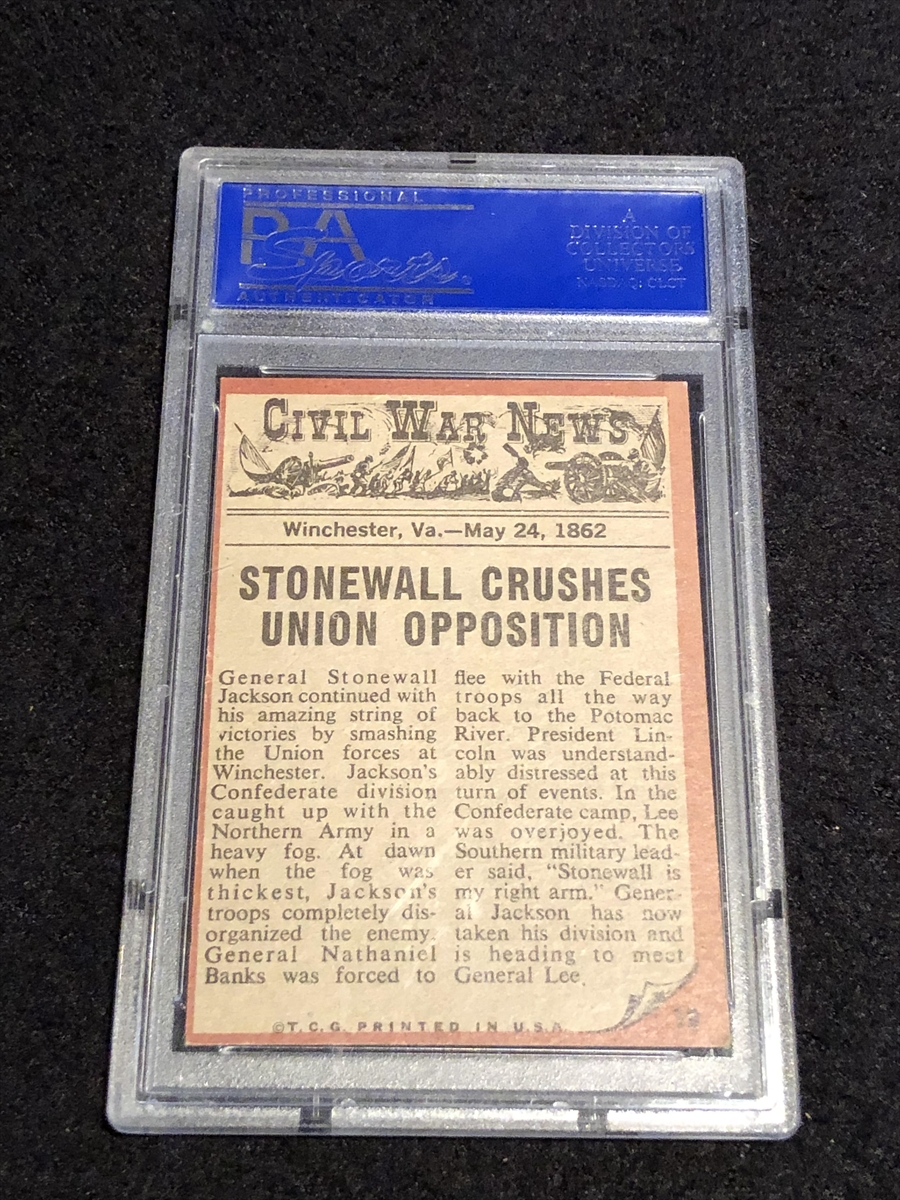 PROFESSIONAL
PSA
Sports.
AUTHENTICATOR
A
DIVISION OF
COLLECTORS
UNIVERSE
NASDAQ: CLCT
CIVIL WAR NEWS
Winchester, Va.—May 24, 1862
STONEWALL CRUSHES
UNION OPPOSITION
General Stonewall
Jackson continued with
his amazing string of
victories by smashing
the Union forces at
Winchester. Jackson's
Confederate division
caught up with the
Northern Army in a
heavy fog. At dawn
when the fog was
thickest, Jackson's
troops completely dis-
organized the enemy.
General Nathaniel
Banks was forced to
flee with the Federal
troops all the way
back to the Potomac
River. President Lin-
coln was understand-
ably distressed at this
turn of events. In the
Confederate camp, Lee
was overjoyed. The
Southern military lead-
er said, "Stonewall is
my right arm." Gener-
al Jackson has now
taken his division and
is heading to meet
General Lee.
©T.C.G. PRINTED IN U.S.A.